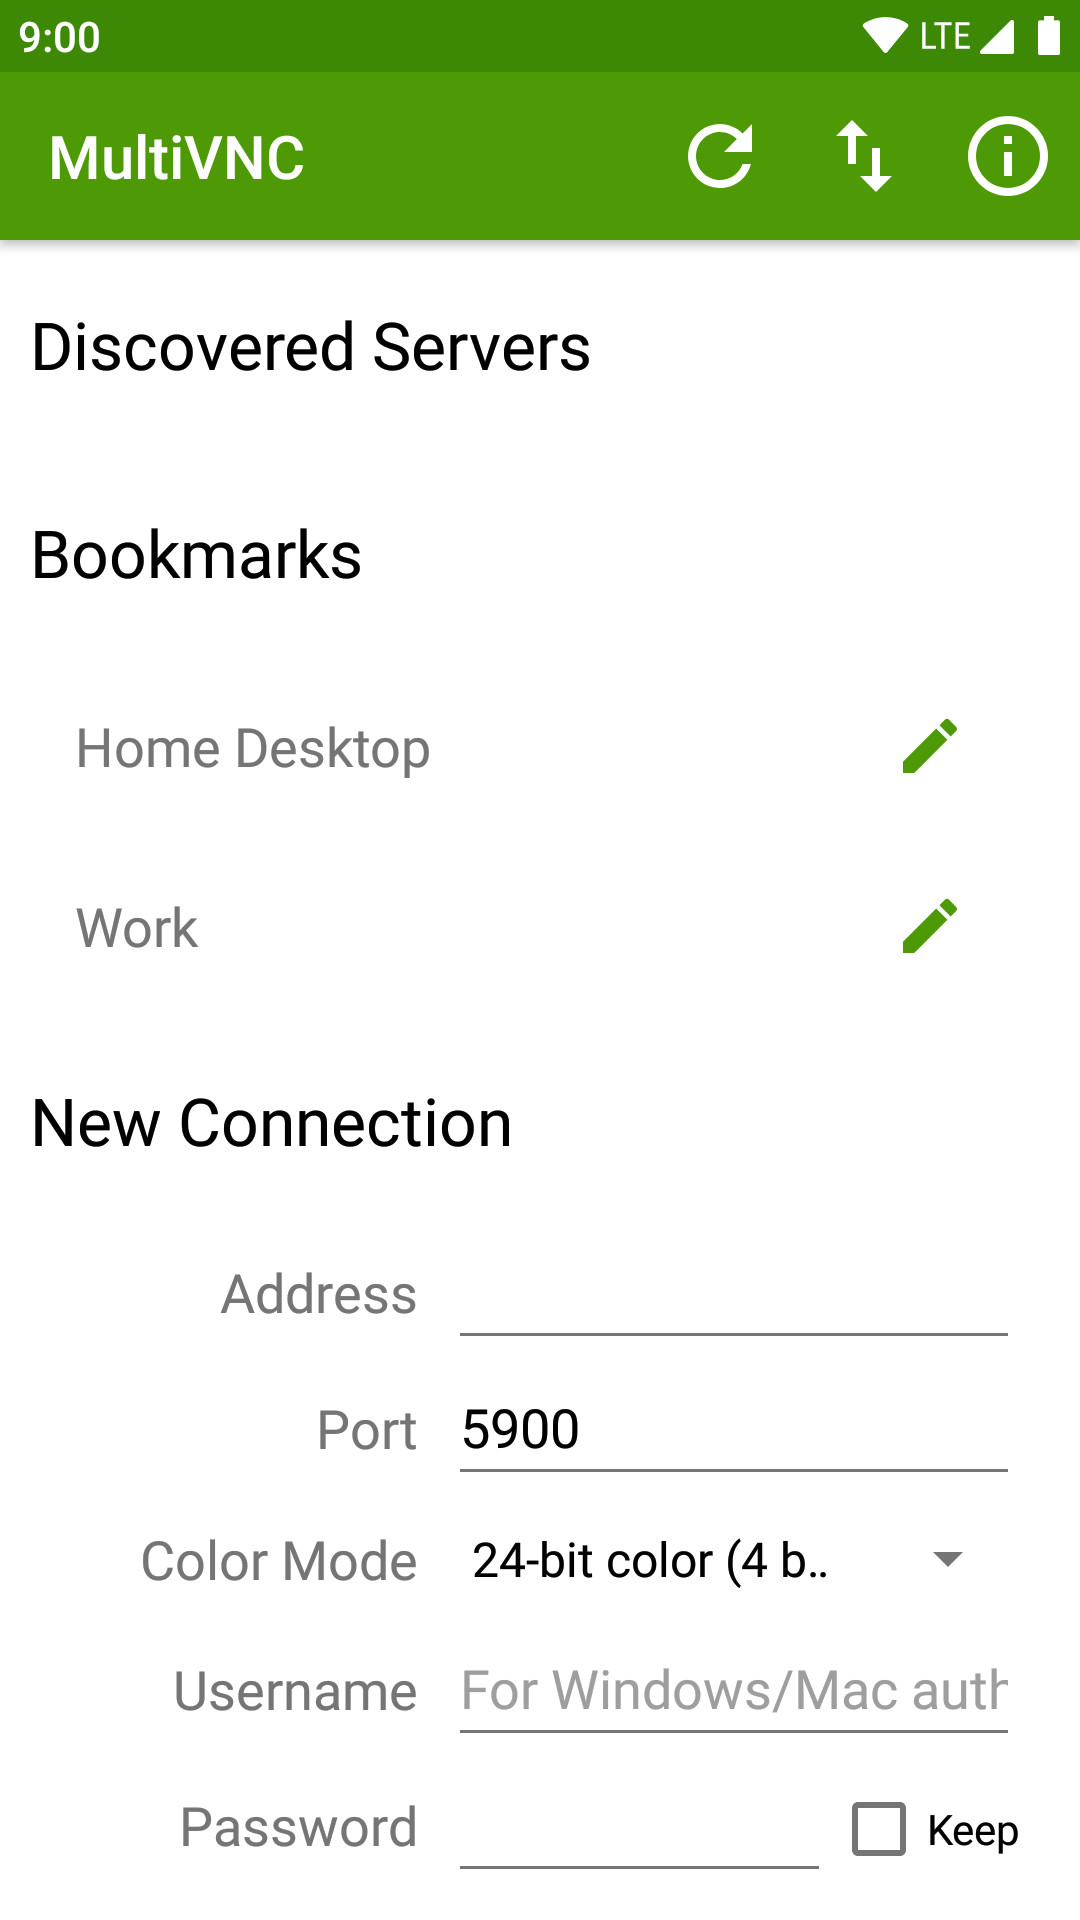 9:00 LTE
MultiVNC
Discovered Servers
Bookmarks
Home Desktop
Work
New Connection
Address
Port 5900
Color Mode 24-bit color (4 b..
Username For Windows/Mac auth
Password Keep